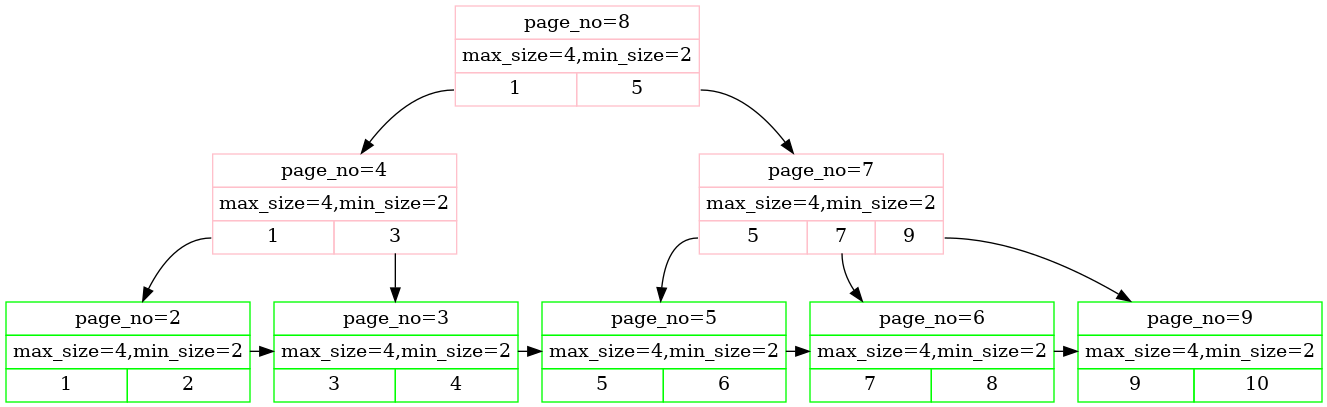 page_no=8
max_size=4,min_size=2
1 5
page_no=4
max_size=4,min_size=2
1 3
page_no=7
max_size=4,min_size=2
5 7 9
page_no=2
max_size=4,min_size=2
1 2
page_no=3
max_size=4,min_size=2
3 4
page_no=5
max_size=4,min_size=2
5 6
page_no=6
max_size=4,min_size=2
7 8
page_no=9
max_size=4,min_size=2
9 10